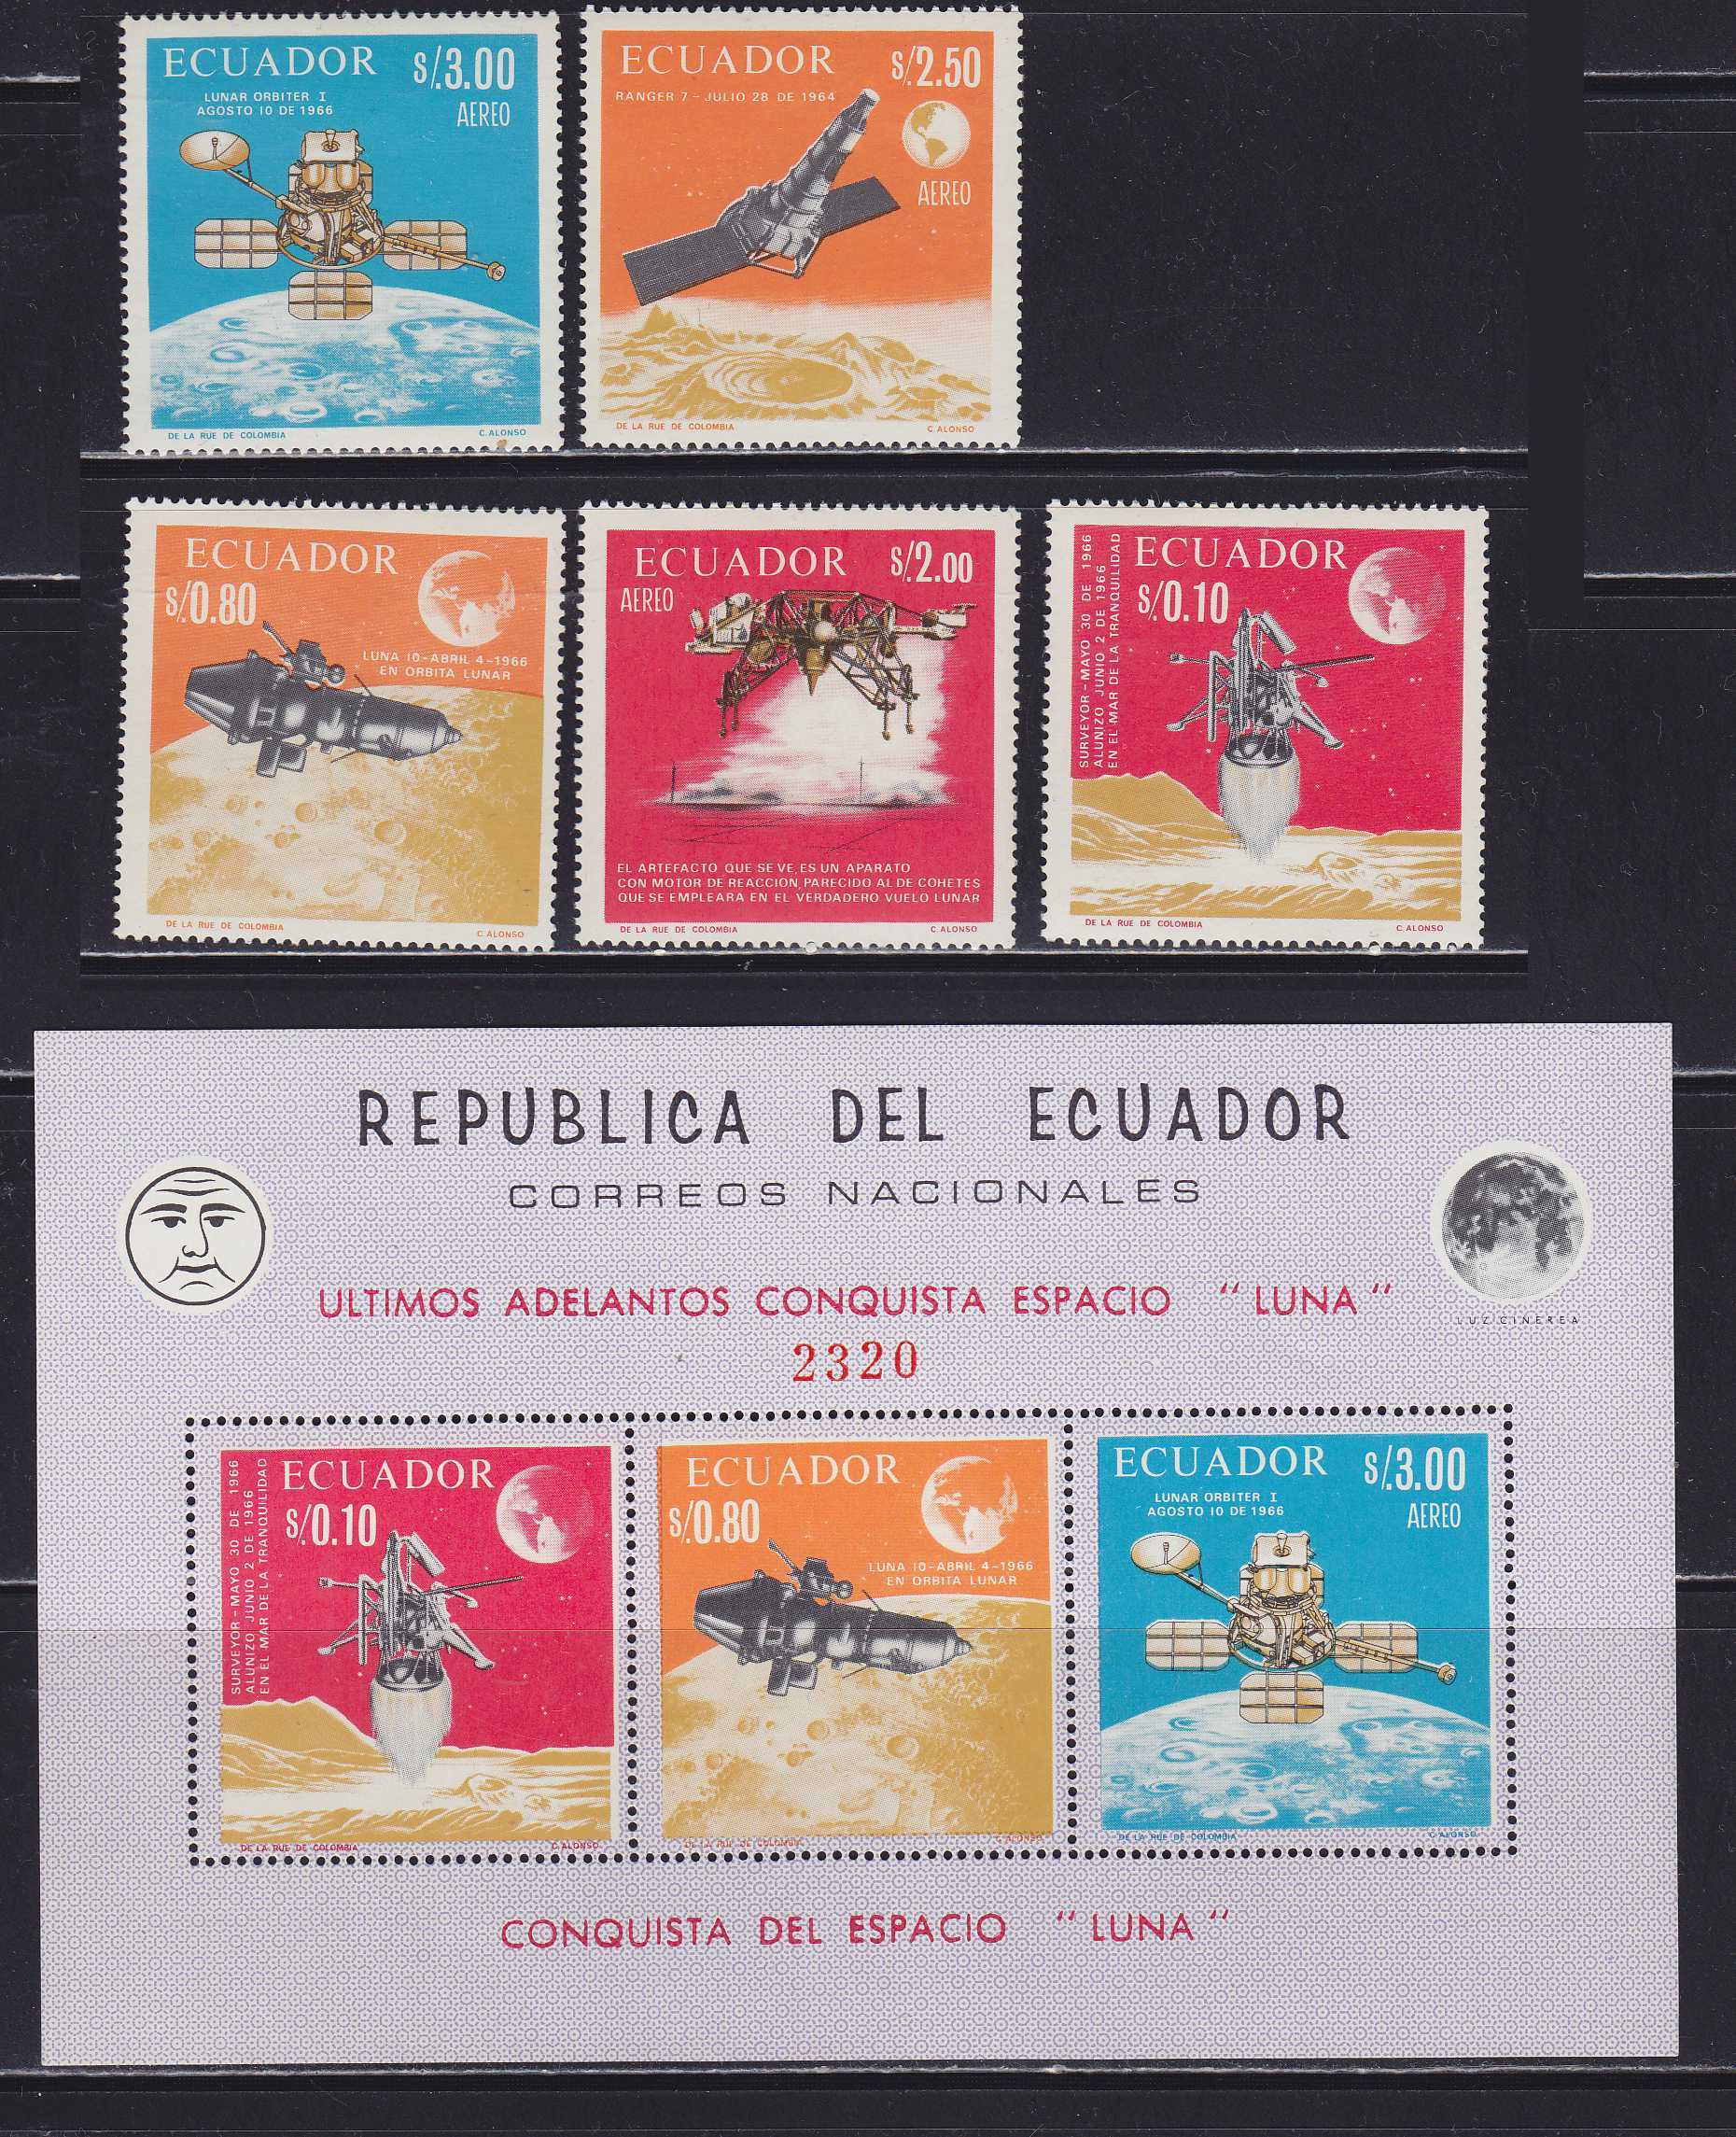 ECUADOR S/.3.00
LUNAR ORBITER I
AGOSTO 10 DE 1966
AEREO
DE LA RUE DE COLOMBIA C. ALONSO
ECUADOR S/.2.50
RANGER 7 – JULIO 28 DE 1964
AEREO
DE LA RUE DE COLOMBIA C. ALONSO
ECUADOR
S/.0.80
LUNA 10-ABRIL 4-1966
EN ORBITA LUNAR
DE LA RUE DE COLOMBIA C. ALONSO
ECUADOR S/.2.00
AEREO
EL ARTEFACTO QUE SE VE, ES UN APARATO
CON MOTOR DE REACCION, PARECIDO AL DE COHETES
QUE SE EMPLEARA EN EL VERDADERO VUELO LUNAR
DE LA RUE DE COLOMBIA C. ALONSO
SURVEYOR – MAYO 30 DE 1966
ALUNIZO JUNIO 2 DE 1966
EN EL MAR DE LA TRANQUILIDAD
ECUADOR
S/.0.10
DE LA RUE DE COLOMBIA C. ALONSO
REPUBLICA DEL ECUADOR
CORREOS NACIONALES
ULTIMOS ADELANTOS CONQUISTA ESPACIO "LUNA"
LUZ CINEREA
2320
SURVEYOR – MAYO 30 DE 1966
ALUNIZO JUNIO 2 DE 1966
EN EL MAR DE LA TRANQUILIDAD
ECUADOR
S/.0.10
DE LA RUE DE COLOMBIA C. ALONSO
ECUADOR
S/.0.80
LUNA 10-ABRIL 4-1966
EN ORBITA LUNAR
DE LA RUE DE COLOMBIA C. ALONSO
ECUADOR S/.3.00
LUNAR ORBITER I
AGOSTO 10 DE 1966
AEREO
DE LA RUE DE COLOMBIA C. ALONSO
CONQUISTA DEL ESPACIO "LUNA"